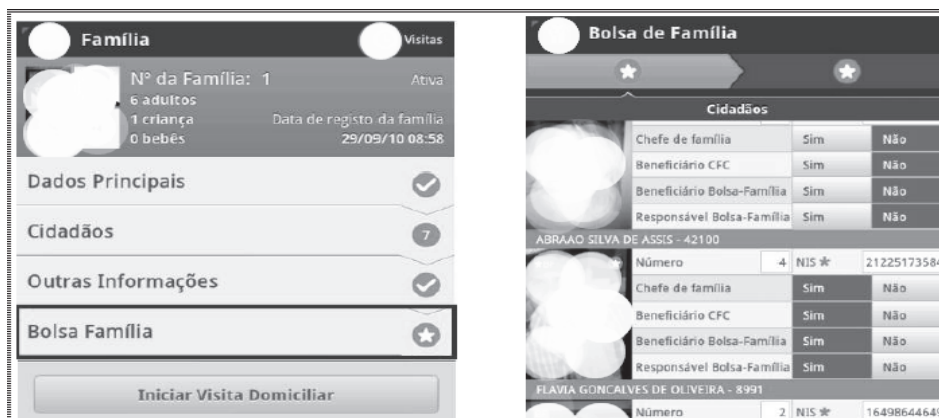 Família
Visitas
Nº da Família: 1
Ativa
6 adultos
1 criança
Data de registo da família
0 bebês
29/09/10 08:58
Dados Principais
Cidadãos
7
Outras Informações
Bolsa Família
Iniciar Visita Domiciliar
Bolsa de Família
Cidadãos
Chefe de família Sim Não
Beneficiário CFC Sim Não
Beneficiário Bolsa-Família Sim Não
Responsável Bolsa-Família Sim Não
ABRAAO SILVA DE ASSIS - 42100
Número 4 NIS 21225173584
Chefe de família Sim Não
Beneficiário CFC Sim Não
Beneficiário Bolsa-Família Sim Não
Responsável Bolsa-Família Sim Não
FLAVIA GONCALVES DE OLIVEIRA - 8991
Número 2 NIS 1649864464